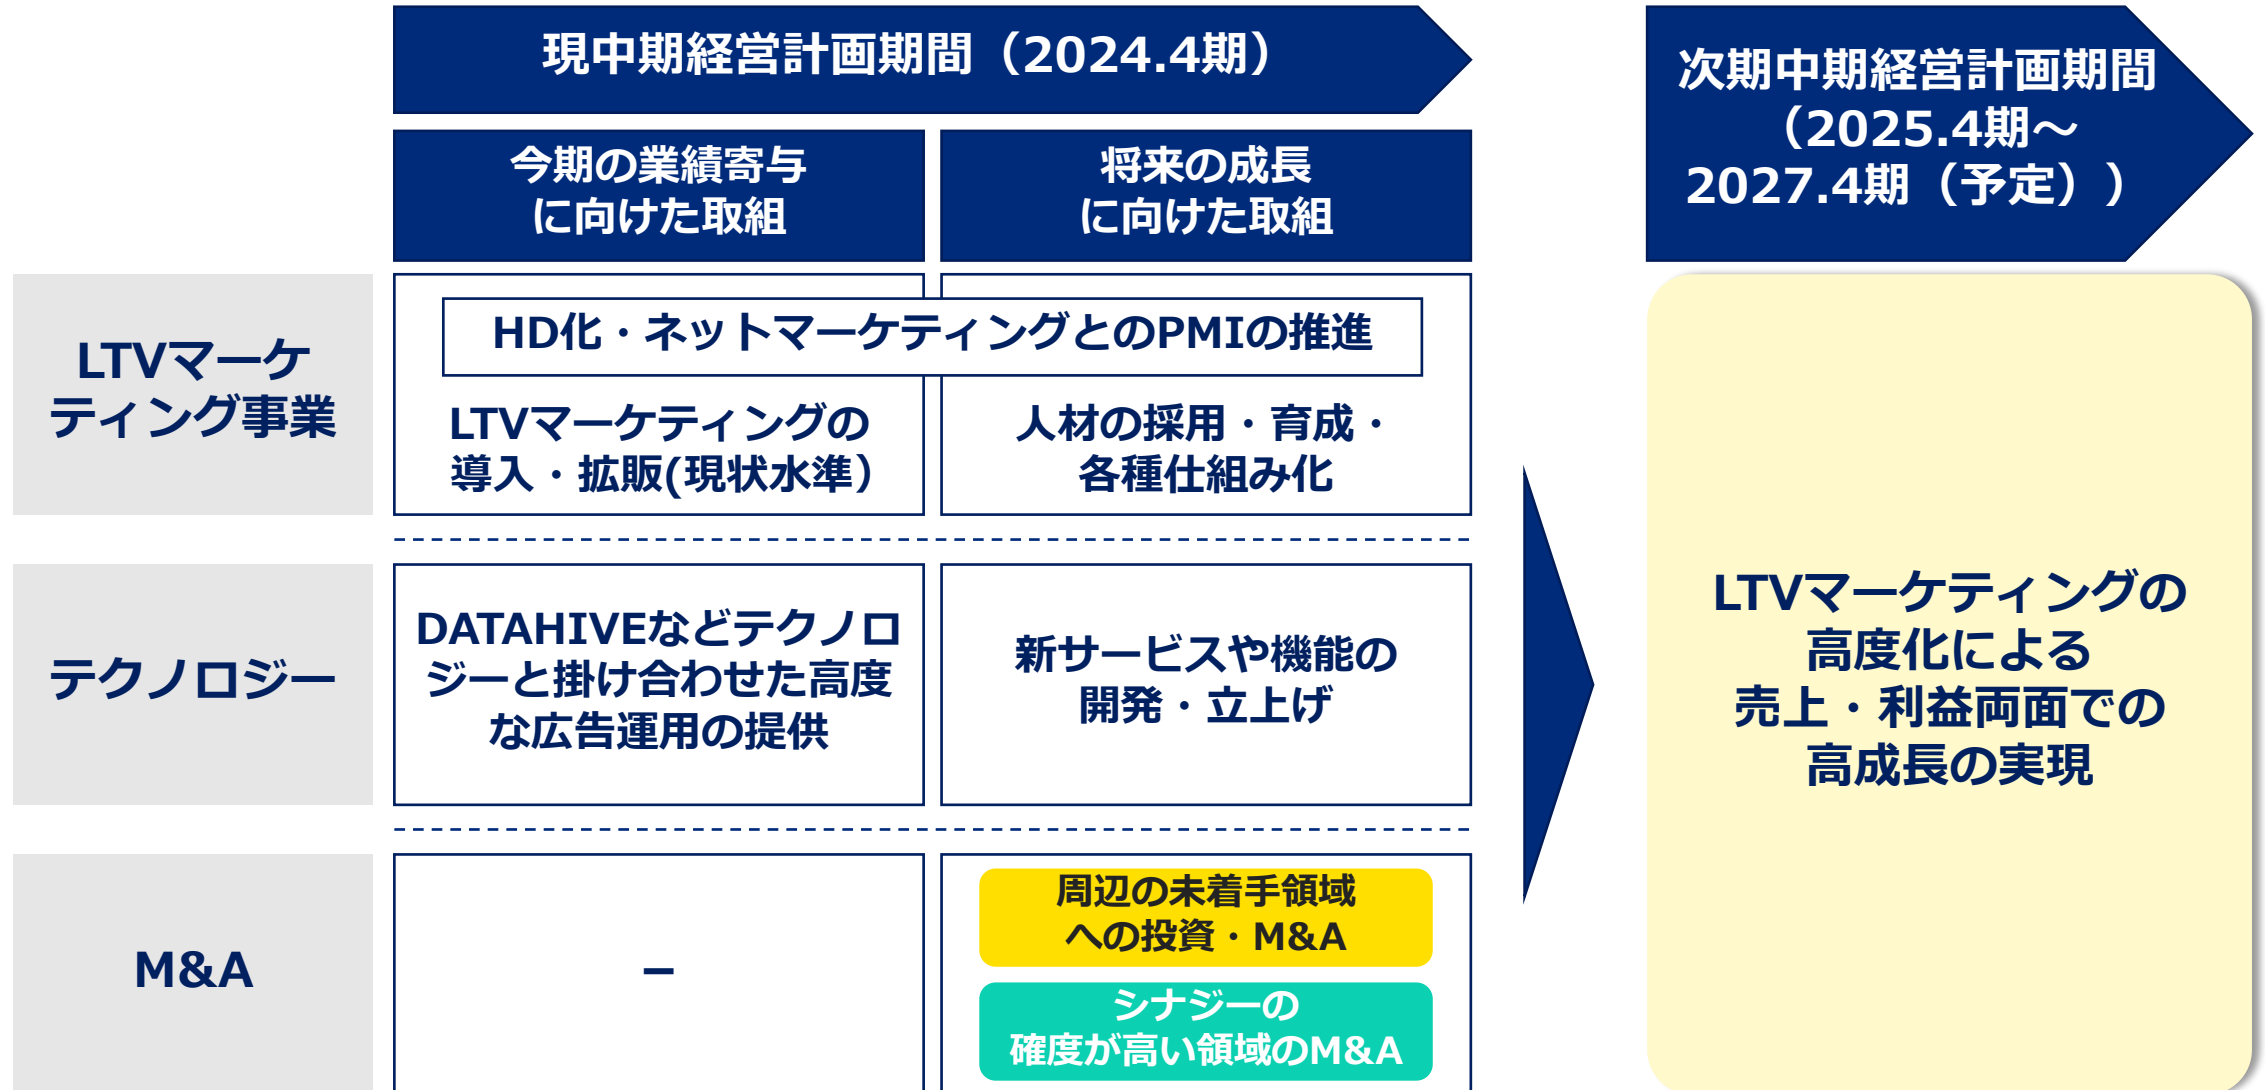 現中期経営計画期間（2024.4期）
次期中期経営計画期間
（2025.4期～
2027.4期（予定））
今期の業績寄与
に向けた取組
将来の成長
に向けた取組
LTVマーケ
ティング事業
HD化・ネットマーケティングとのPMIの推進
LTVマーケティングの
導入・拡販(現状水準）
人材の採用・育成・
各種仕組み化
テクノロジー
DATAHIVEなどテクノロ
ジーと掛け合わせた高度
な広告運用の提供
新サービスや機能の
開発・立上げ
M&A
–
周辺の未着手領域
への投資・M&A
シナジーの
確度が高い領域のM&A
LTVマーケティングの
高度化による
売上・利益両面での
高成長の実現